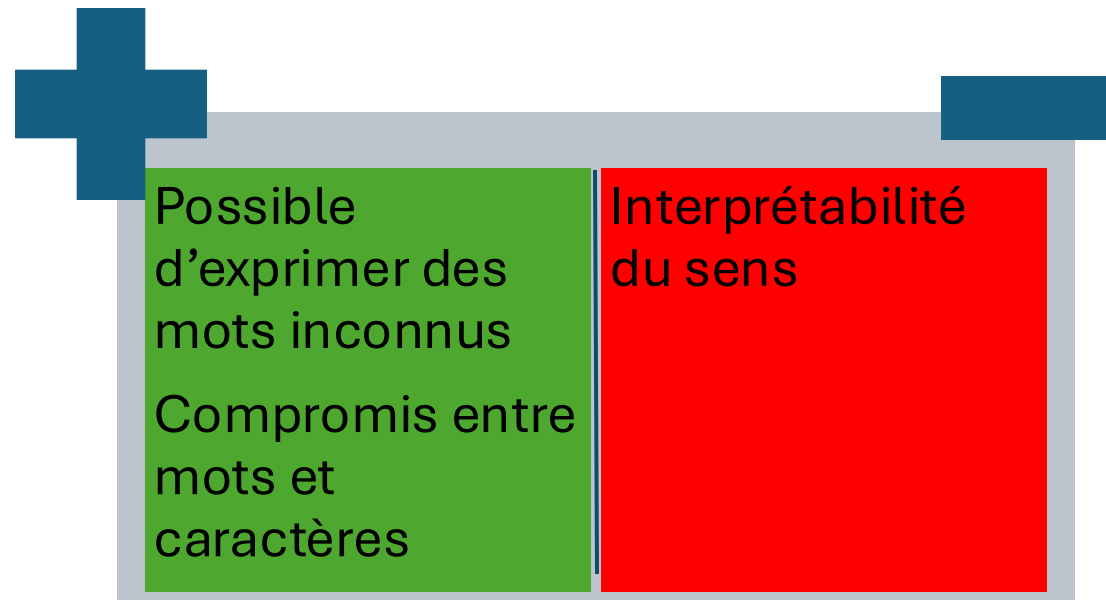 Possible
d’exprimer des
mots inconnus
Compromis entre
mots et
caractères
Interprétabilité
du sens